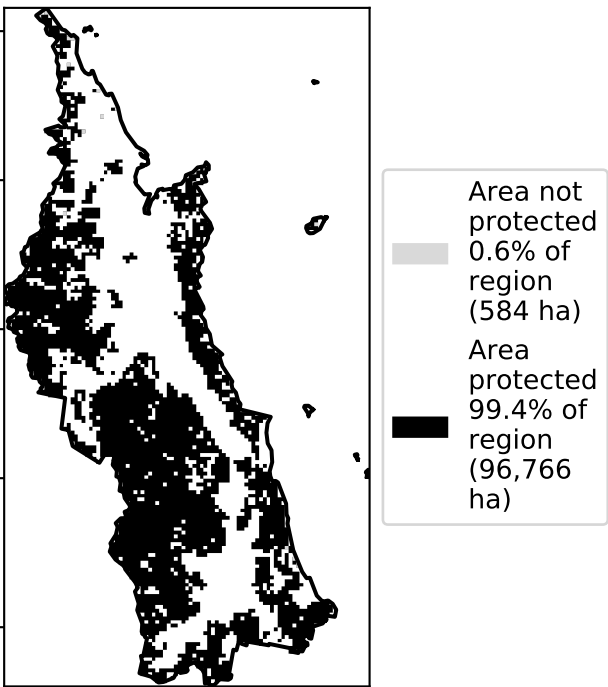 Area not
protected
0.6% of
region
(584 ha)
Area
protected
99.4% of
region
(96,766
ha)